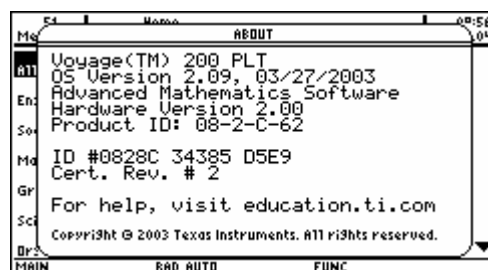 Home
ABOUT
Voyage(TM) 200 PLT
OS Version 2.09, 03/27/2003
Advanced Mathematics Software
Hardware Version 2.00
Product ID: 08-2-C-62
ID #0828C 34385 D5E9
Cert. Rev. # 2
For help, visit education.ti.com
Copyright © 2003 Texas Instruments. All rights reserved.
MAIN RAD AUTO FUNC